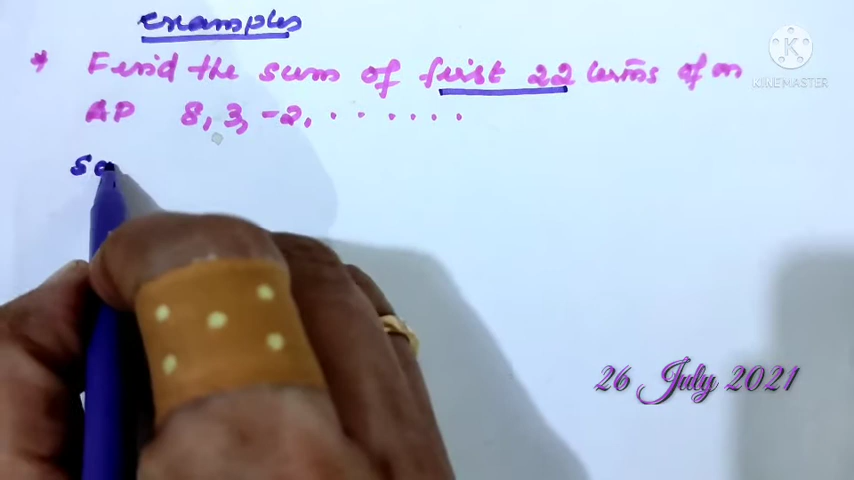 examples
* Find the sum of first 22 terms of an
AP 8, 3, -2, . . . . . . .
so
K
KINEMASTER
26 July 2021